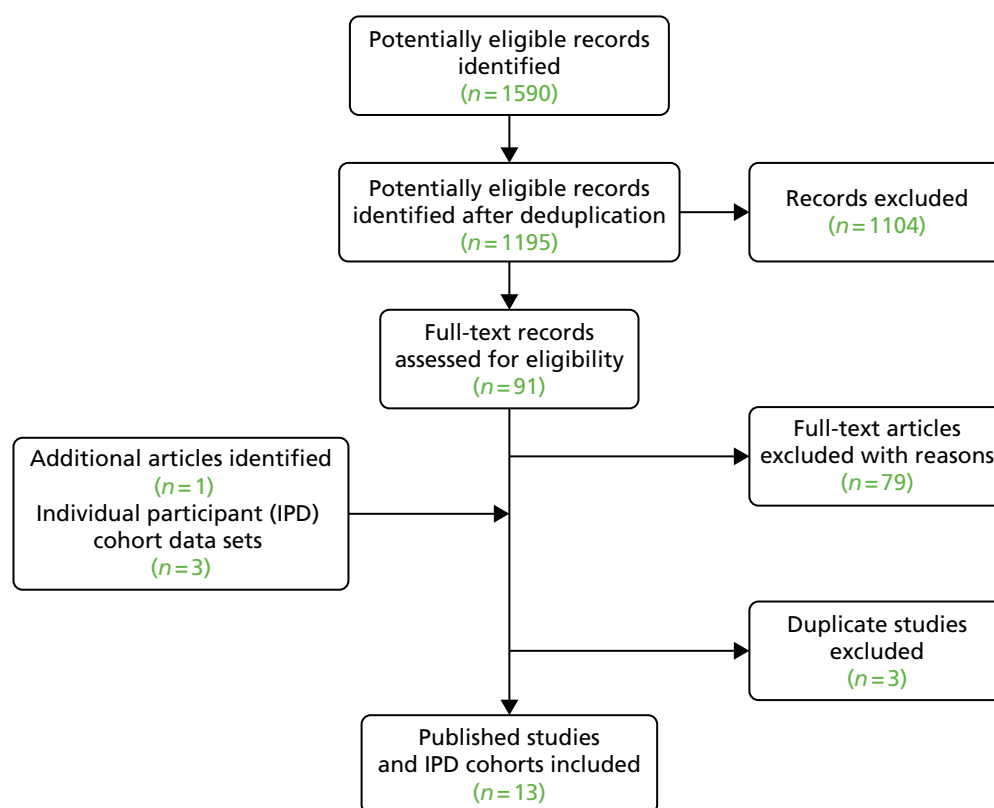 Potentially eligible records
identified
(n=1590)
Potentially eligible records
identified after deduplication
(n=1195)
Records excluded
(n=1104)
Full-text records
assessed for eligibility
(n=91)
Full-text articles
excluded with reasons
(n=79)
Additional articles identified
(n=1)
Individual participant (IPD)
cohort data sets
(n=3)
Duplicate studies
excluded
(n=3)
Published studies
and IPD cohorts included
(n=13)